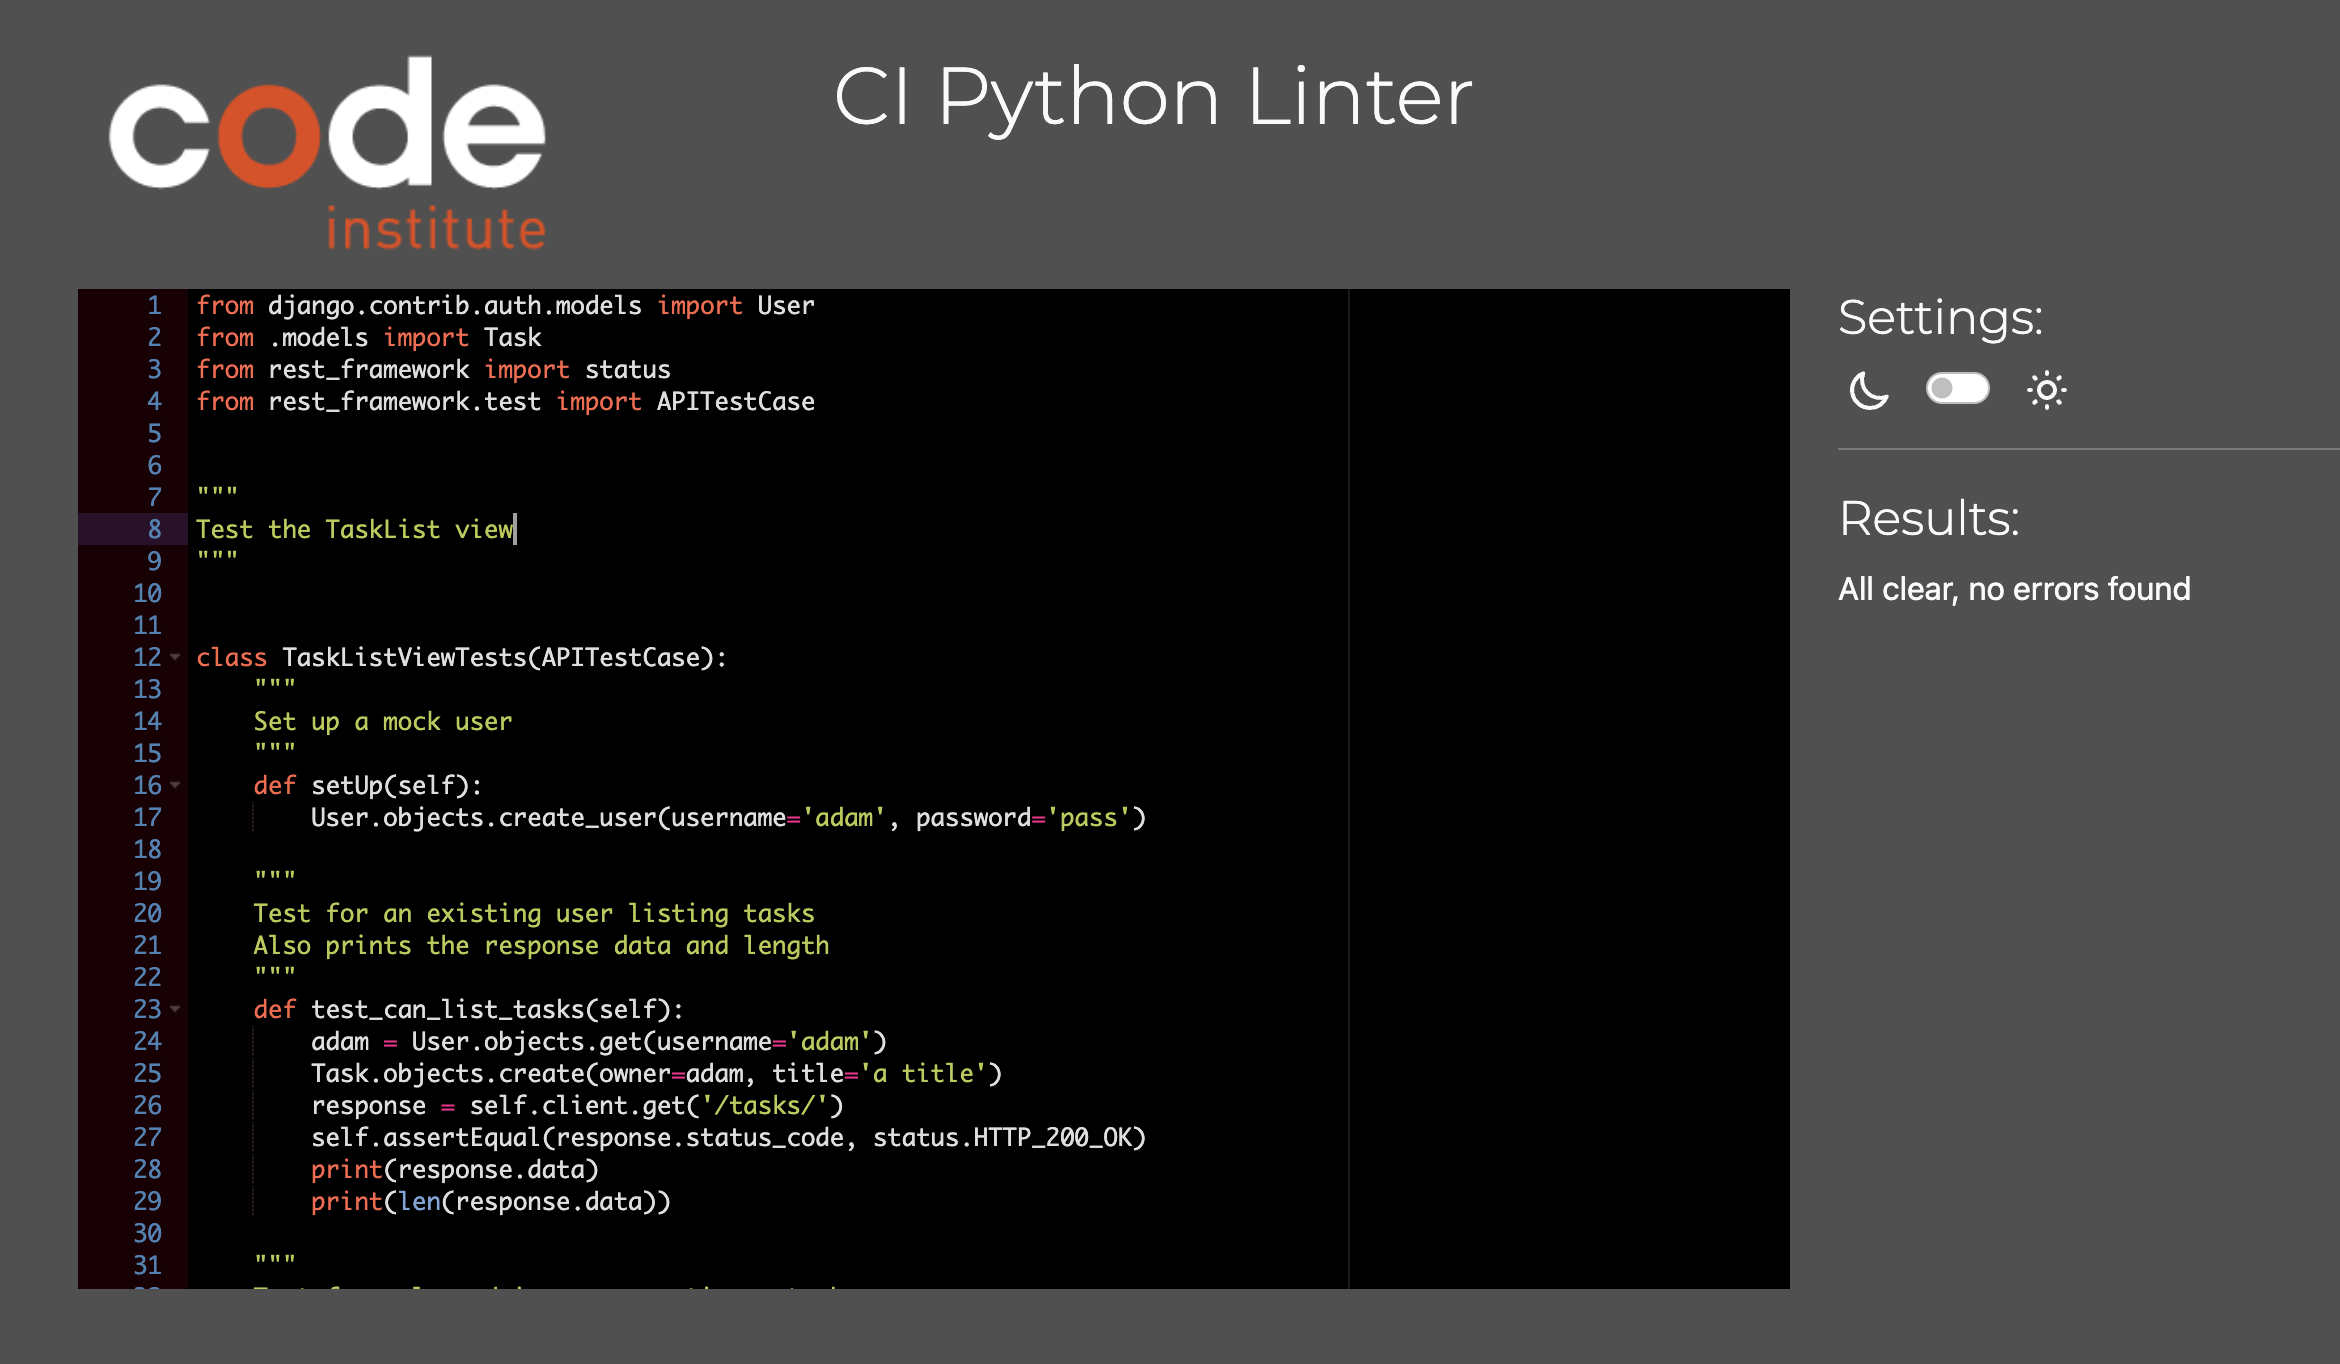 code
institute
CI Python Linter
1 from django.contrib.auth.models import User
2 from .models import Task
3 from rest_framework import status
4 from rest_framework.test import APITestCase
5
6
7 """
8 Test the TaskList view
9 """
10
11
12 class TaskListViewTests(APITestCase):
13     """
14     Set up a mock user
15     """
16     def setUp(self):
17         User.objects.create_user(username='adam', password='pass')
18
19     """
20     Test for an existing user listing tasks
21     Also prints the response data and length
22     """
23     def test_can_list_tasks(self):
24         adam = User.objects.get(username='adam')
25         Task.objects.create(owner=adam, title='a title')
26         response = self.client.get('/tasks/')
27         self.assertEqual(response.status_code, status.HTTP_200_OK)
28         print(response.data)
29         print(len(response.data))
30
31     """
Settings:
Results:
All clear, no errors found